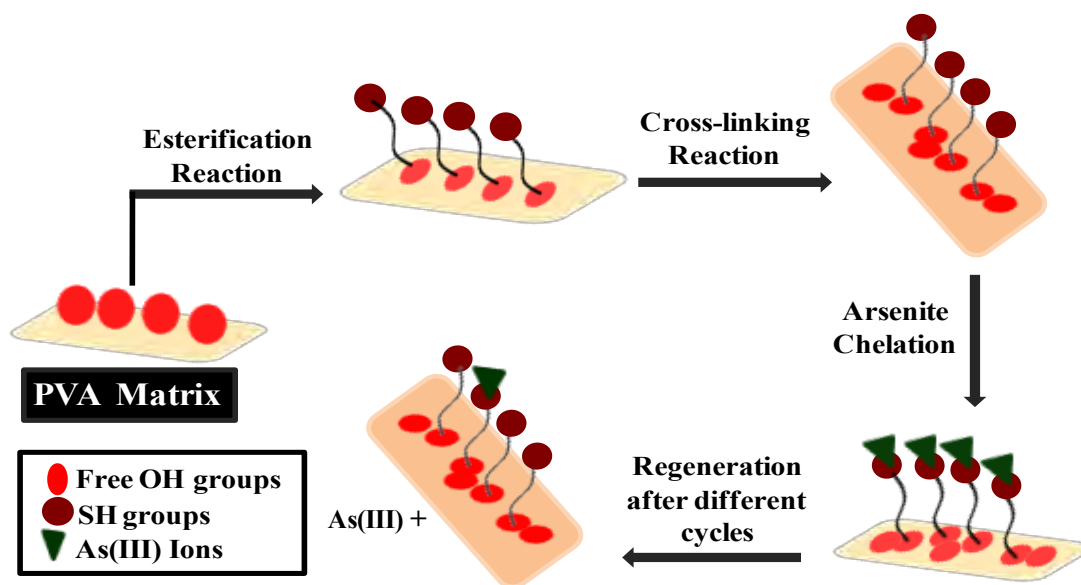 Esterification
Reaction
Cross-linking
Reaction
Arsenite
Chelation
PVA Matrix
Free OH groups
SH groups
As(III) Ions
As(III) +
Regeneration
after different
cycles